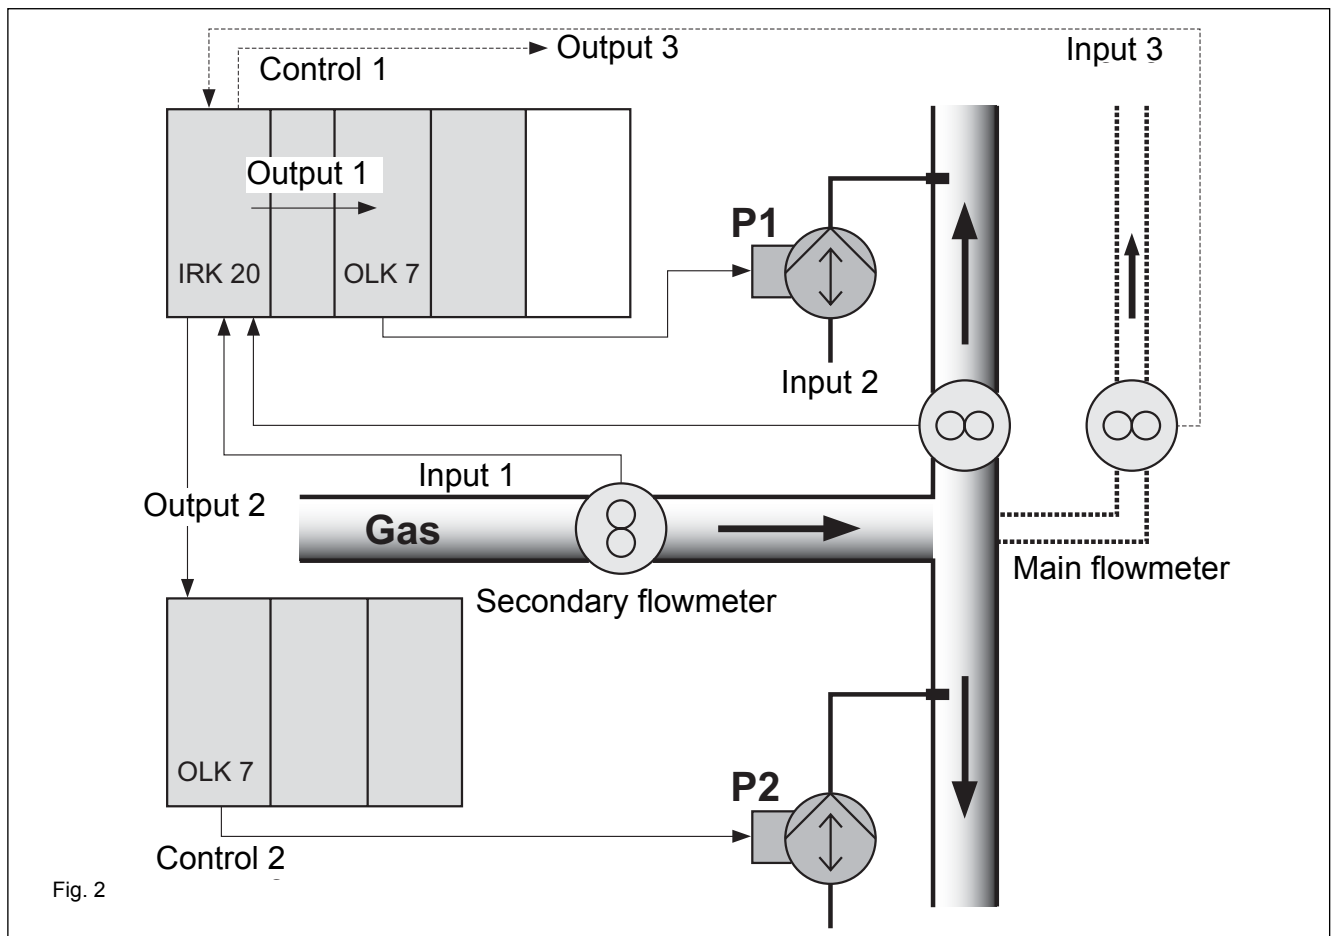 Output 3
Input 3
Control 1
Output 1
P1
IRK 20
OLK 7
Input 2
Input 1
Output 2
Gas
Main flowmeter
Secondary flowmeter
OLK 7
P2
Control 2
Fig. 2